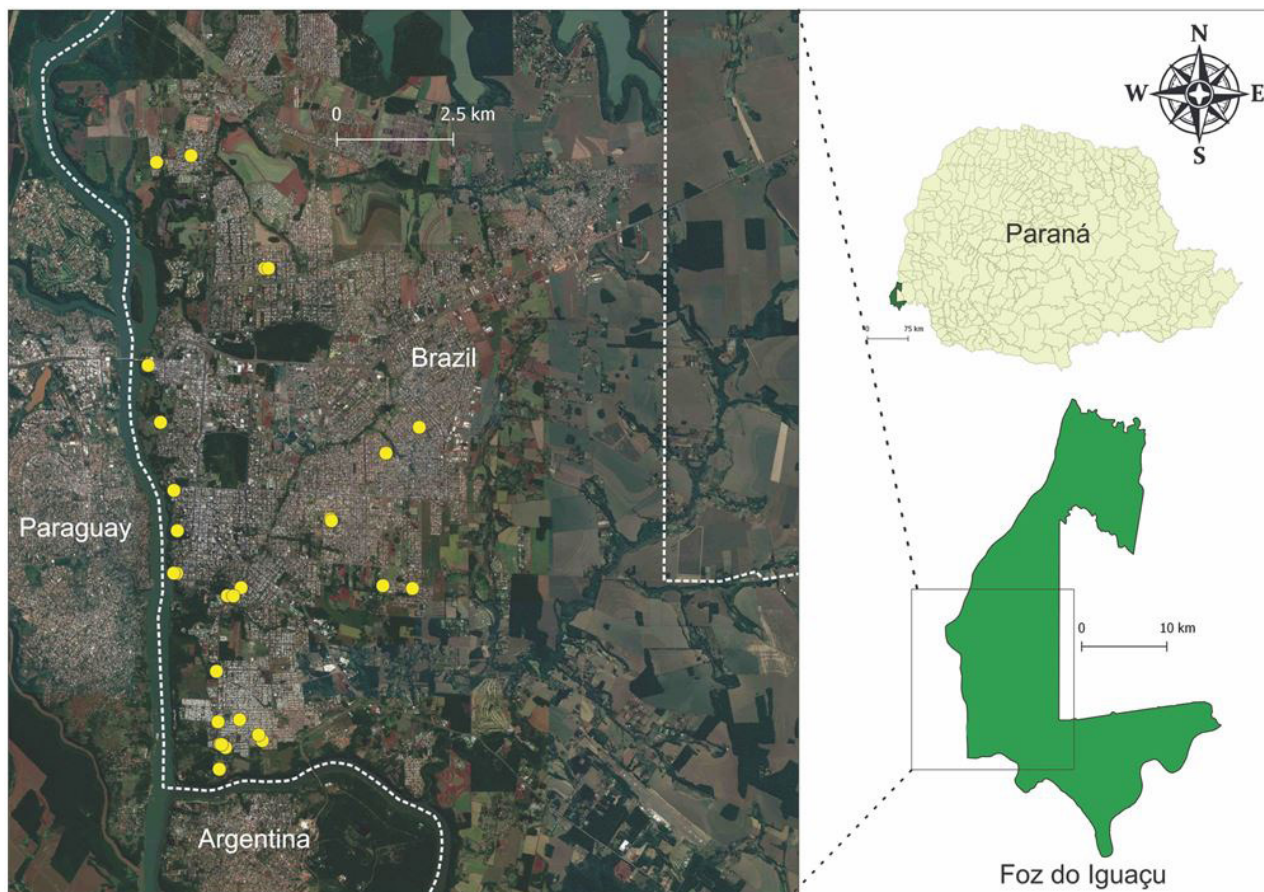 0 2.5 km
Brazil
Paraguay
Argentina
N
W E
S
Paraná
0 75 km
0 10 km
Foz do Iguaçu